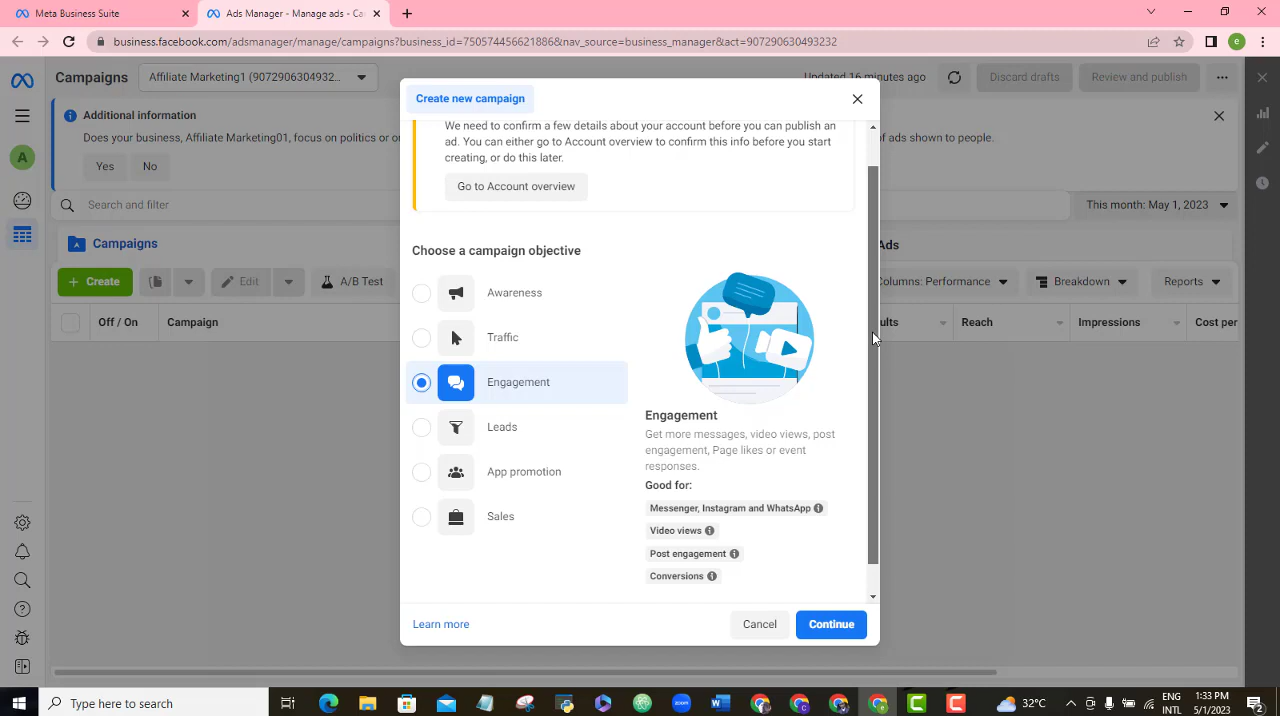 Meta Business Suite
Ads Manager - Manage ads - Ca
business.facebook.com/adsmanager/manage/campaigns?business_id=750574456621886&nav_source=business_manager&act=907290630493232
Campaigns
Affiliate Marketing1 (9072906304932...
Updated 16 minutes ago
Discard drafts
Review and publish
Additional information
Does your business, Affiliate Marketing01, focus on politics or
of ads shown to people.
Yes
No
Search and filter
This month: May 1, 2023
Campaigns
Ads
+ Create
Edit
A/B Test
Columns: Performance
Breakdown
Reports
Off / On
Campaign
ults
Reach
Impressions
Cost per
Create new campaign
We need to confirm a few details about your account before you can publish an
ad. You can either go to Account overview to confirm this info before you start
creating, or do this later.
Go to Account overview
Choose a campaign objective
Awareness
Traffic
Engagement
Leads
App promotion
Sales
Engagement
Get more messages, video views, post
engagement, Page likes or event
responses.
Good for:
Messenger, Instagram and WhatsApp
Video views
Post engagement
Conversions
Learn more
Cancel
Continue
Type here to search
32°C
ENG
INTL
1:33 PM
5/1/2023